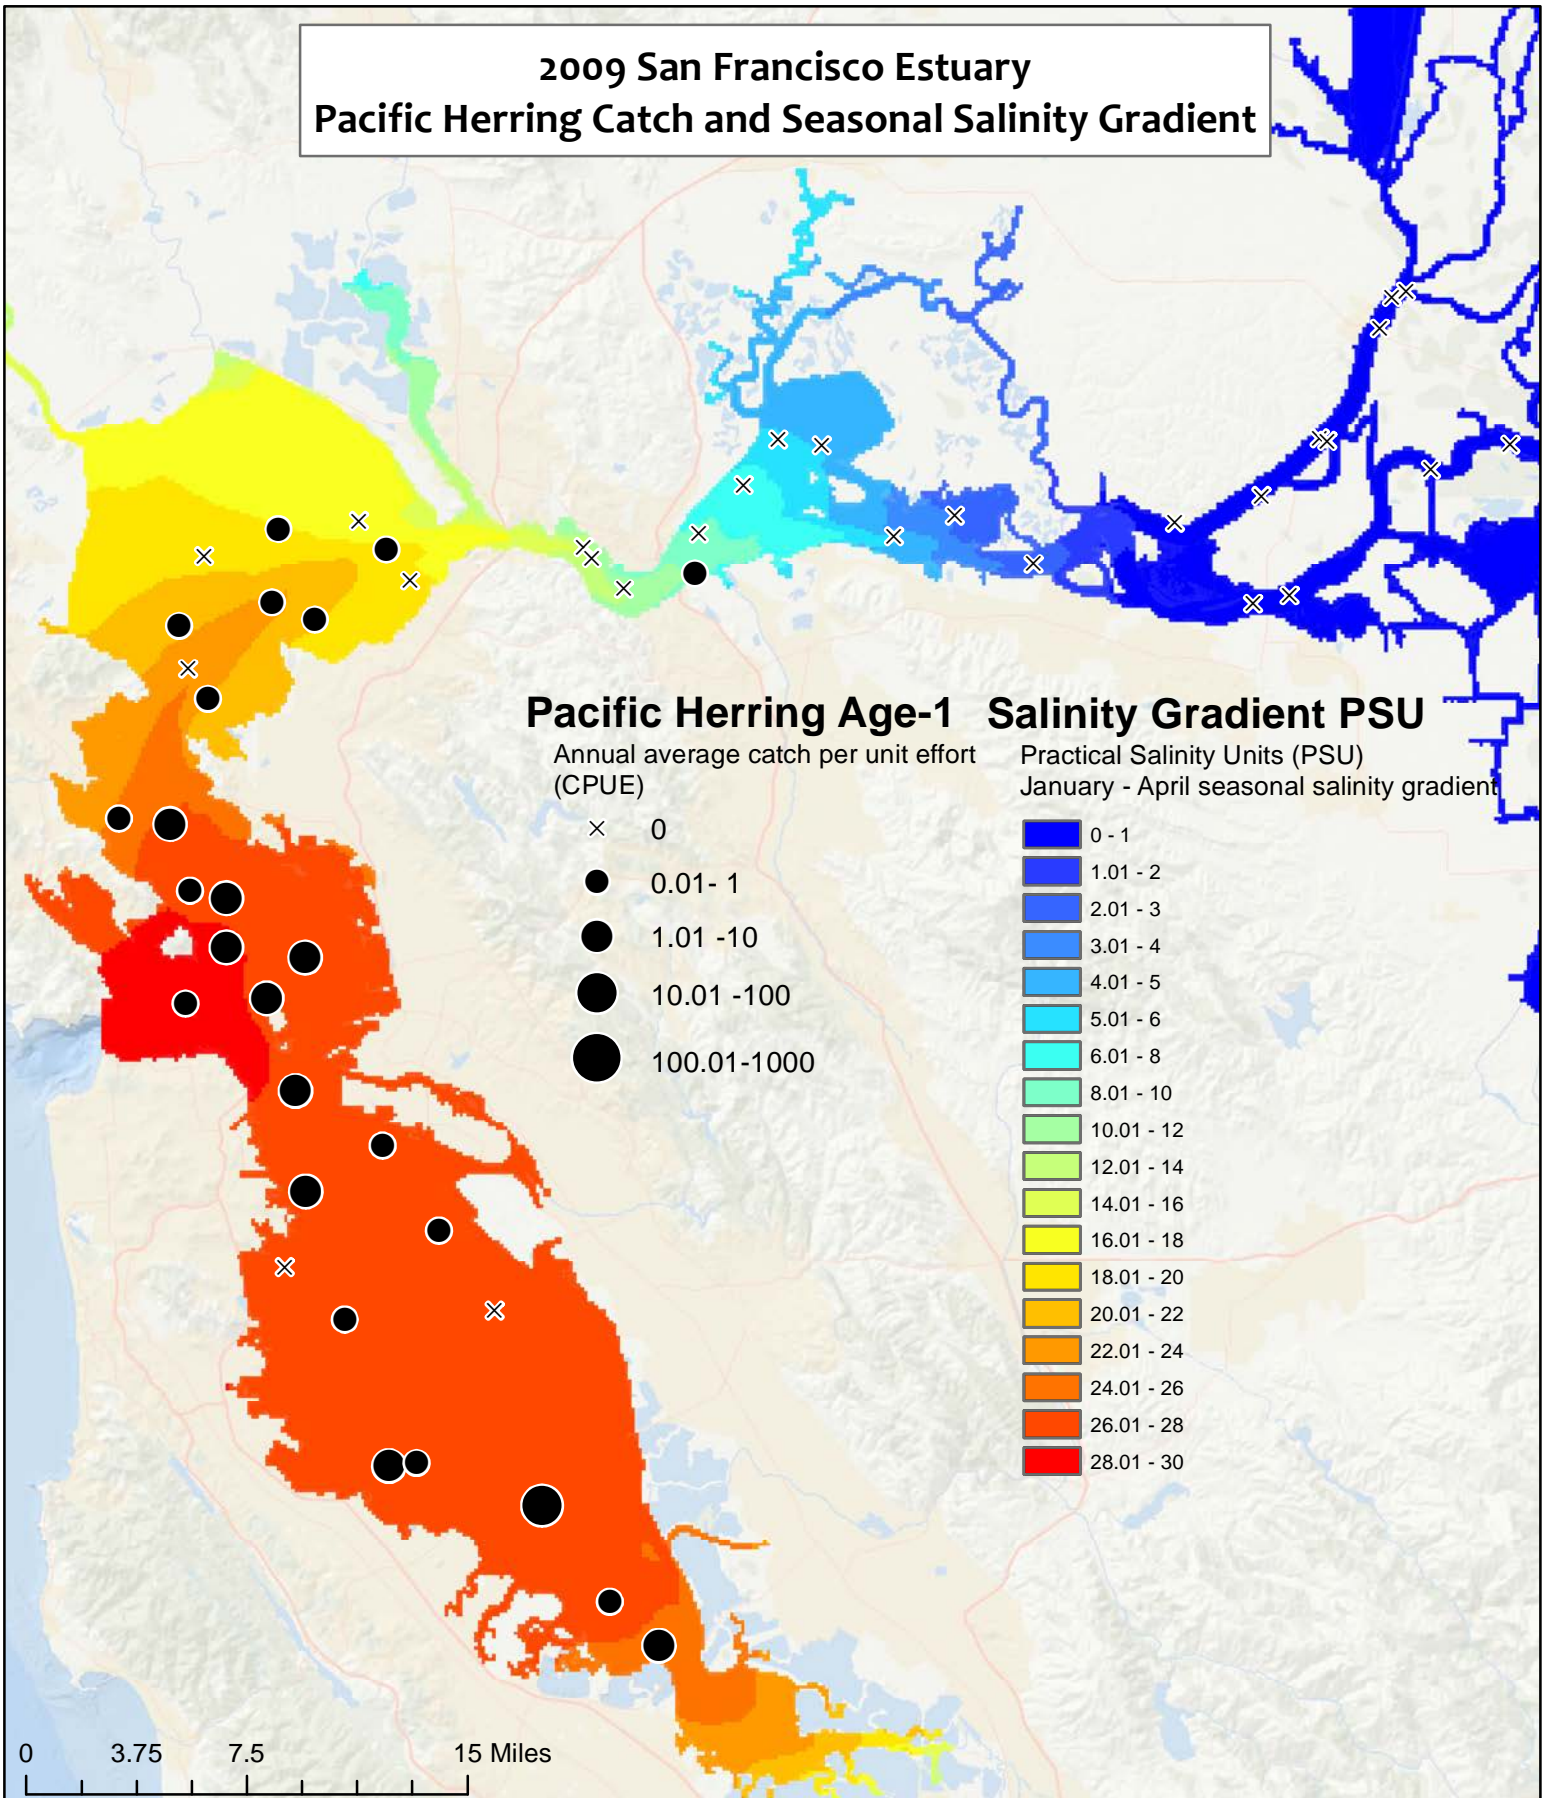 2009 San Francisco Estuary
Pacific Herring Catch and Seasonal Salinity Gradient
Pacific Herring Age-1
Annual average catch per unit effort
(CPUE)
0
0.01- 1
1.01 -10
10.01 -100
100.01-1000
Salinity Gradient PSU
Practical Salinity Units (PSU)
January - April seasonal salinity gradient
0 - 1
1.01 - 2
2.01 - 3
3.01 - 4
4.01 - 5
5.01 - 6
6.01 - 8
8.01 - 10
10.01 - 12
12.01 - 14
14.01 - 16
16.01 - 18
18.01 - 20
20.01 - 22
22.01 - 24
24.01 - 26
26.01 - 28
28.01 - 30
0 3.75 7.5 15 Miles